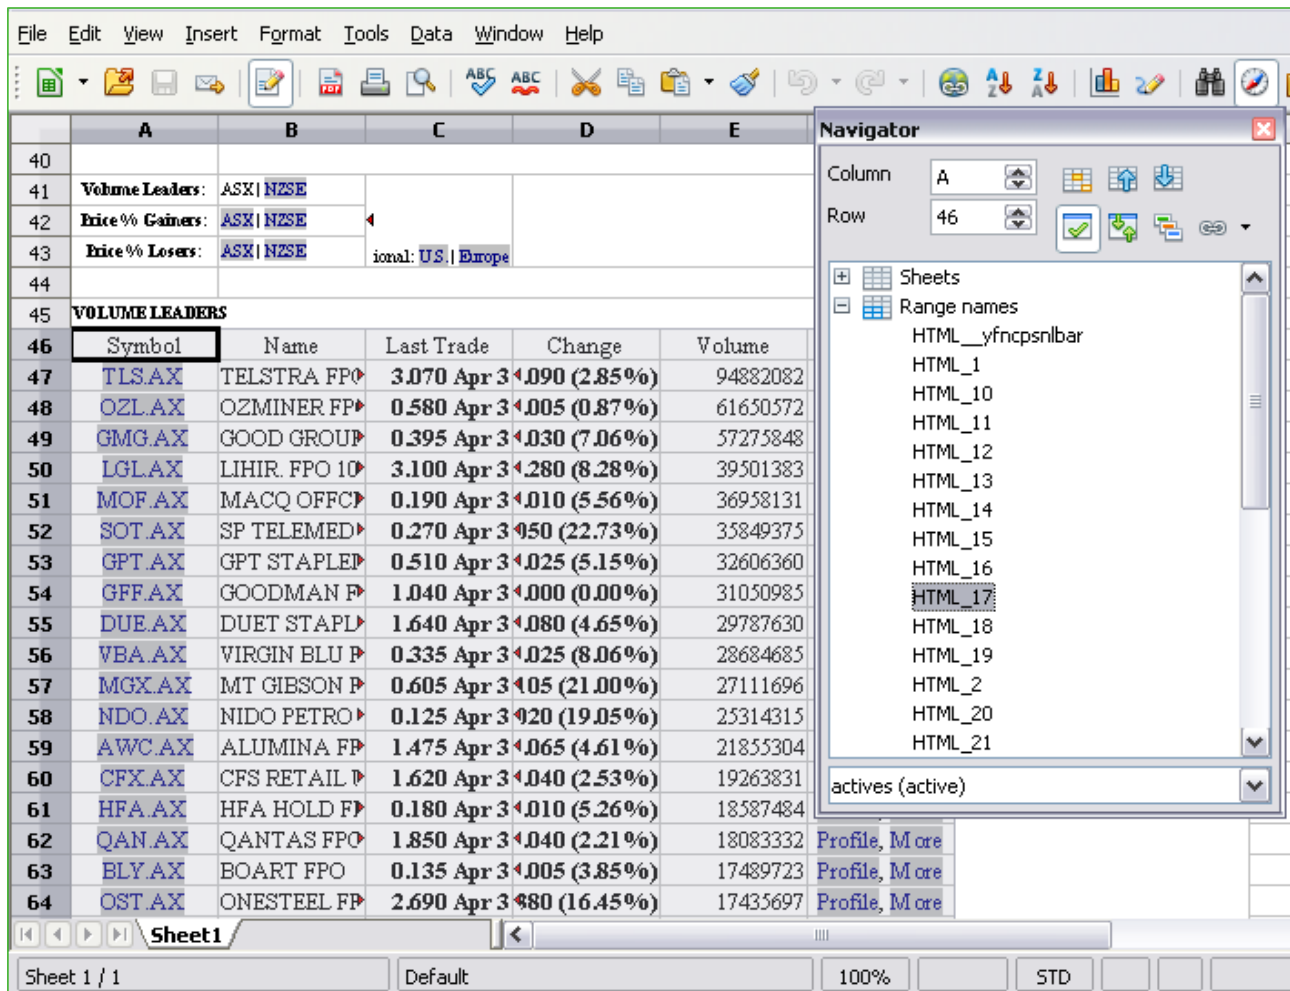 File Edit View Insert Format Tools Data Window Help
ABC ABC
A B C D E
Navigator
Column A
Row 46
Sheets
Range names
HTML__yfncpsnlbar
HTML_1
HTML_10
HTML_11
HTML_12
HTML_13
HTML_14
HTML_15
HTML_16
HTML_17
HTML_18
HTML_19
HTML_2
HTML_20
HTML_21
actives (active)
40
41 Volume Leaders: ASX| NZSE
42 Price % Gainers: ASX| NZSE
43 Price % Losers: ASX| NZSE ional: U.S.| Europe
44
45 VOLUME LEADERS
46 Symbol Name Last Trade Change Volume
47 TLS.AX TELSTRA FPO 3.070 Apr 3 .090 (2.85%) 94882082
48 OZL.AX OZMINER FP 0.580 Apr 3 .005 (0.87%) 61650572
49 GMG.AX GOOD GROUP 0.395 Apr 3 .030 (7.06%) 57275848
50 LGL.AX LIHIR. FPO 10 3.100 Apr 3 .280 (8.28%) 39501383
51 MOF.AX MACQ OFFC 0.190 Apr 3 .010 (5.56%) 36958131
52 SOT.AX SP TELEMED 0.270 Apr 3 050 (22.73%) 35849375
53 GPT.AX GPT STAPLE 0.510 Apr 3 .025 (5.15%) 32606360
54 GFF.AX GOODMAN F 1.040 Apr 3 .000 (0.00%) 31050985
55 DUE.AX DUET STAPL 1.640 Apr 3 .080 (4.65%) 29787630
56 VBA.AX VIRGIN BLU F 0.335 Apr 3 .025 (8.06%) 28684685
57 MGX.AX MT GIBSON F 0.605 Apr 3 105 (21.00%) 27111696
58 NDO.AX NIDO PETRO 0.125 Apr 3 020 (19.05%) 25314315
59 AWC.AX ALUMINA FP 1.475 Apr 3 .065 (4.61%) 21855304
60 CFX.AX CFS RETAIL 1.620 Apr 3 .040 (2.53%) 19263831
61 HFA.AX HFA HOLD F 0.180 Apr 3 .010 (5.26%) 18587484
62 QAN.AX QANTAS FPO 1.850 Apr 3 .040 (2.21%) 18083332 Profile, More
63 BLY.AX BOART FPO 0.135 Apr 3 .005 (3.85%) 17489723 Profile, More
64 OST.AX ONESTEEL FP 2.690 Apr 3 380 (16.45%) 17435697 Profile, More
Sheet1
Sheet 1 / 1 Default 100% STD